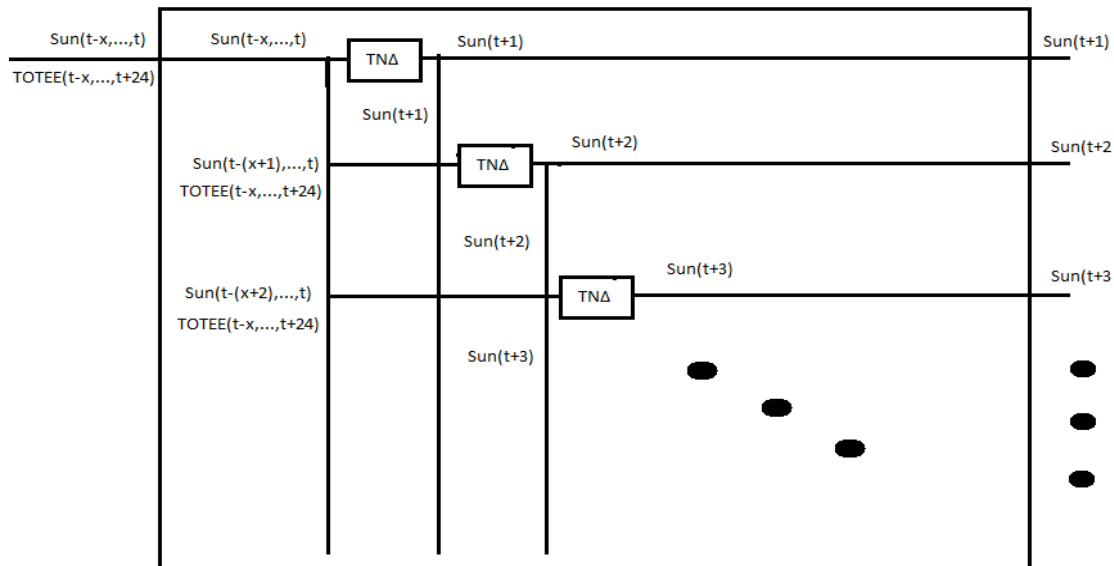 Sun(t-x,...,t)
Sun(t-x,...,t)
TNΔ
Sun(t+1)
Sun(t+1)
TOTEE(t-x,...,t+24)
Sun(t+1)
Sun(t-(x+1),...,t)
TNΔ
Sun(t+2)
Sun(t+2
TOTEE(t-x,...,t+24)
Sun(t+2)
Sun(t-(x+2),...,t)
TNΔ
Sun(t+3)
Sun(t+3
TOTEE(t-x,...,t+24)
Sun(t+3)